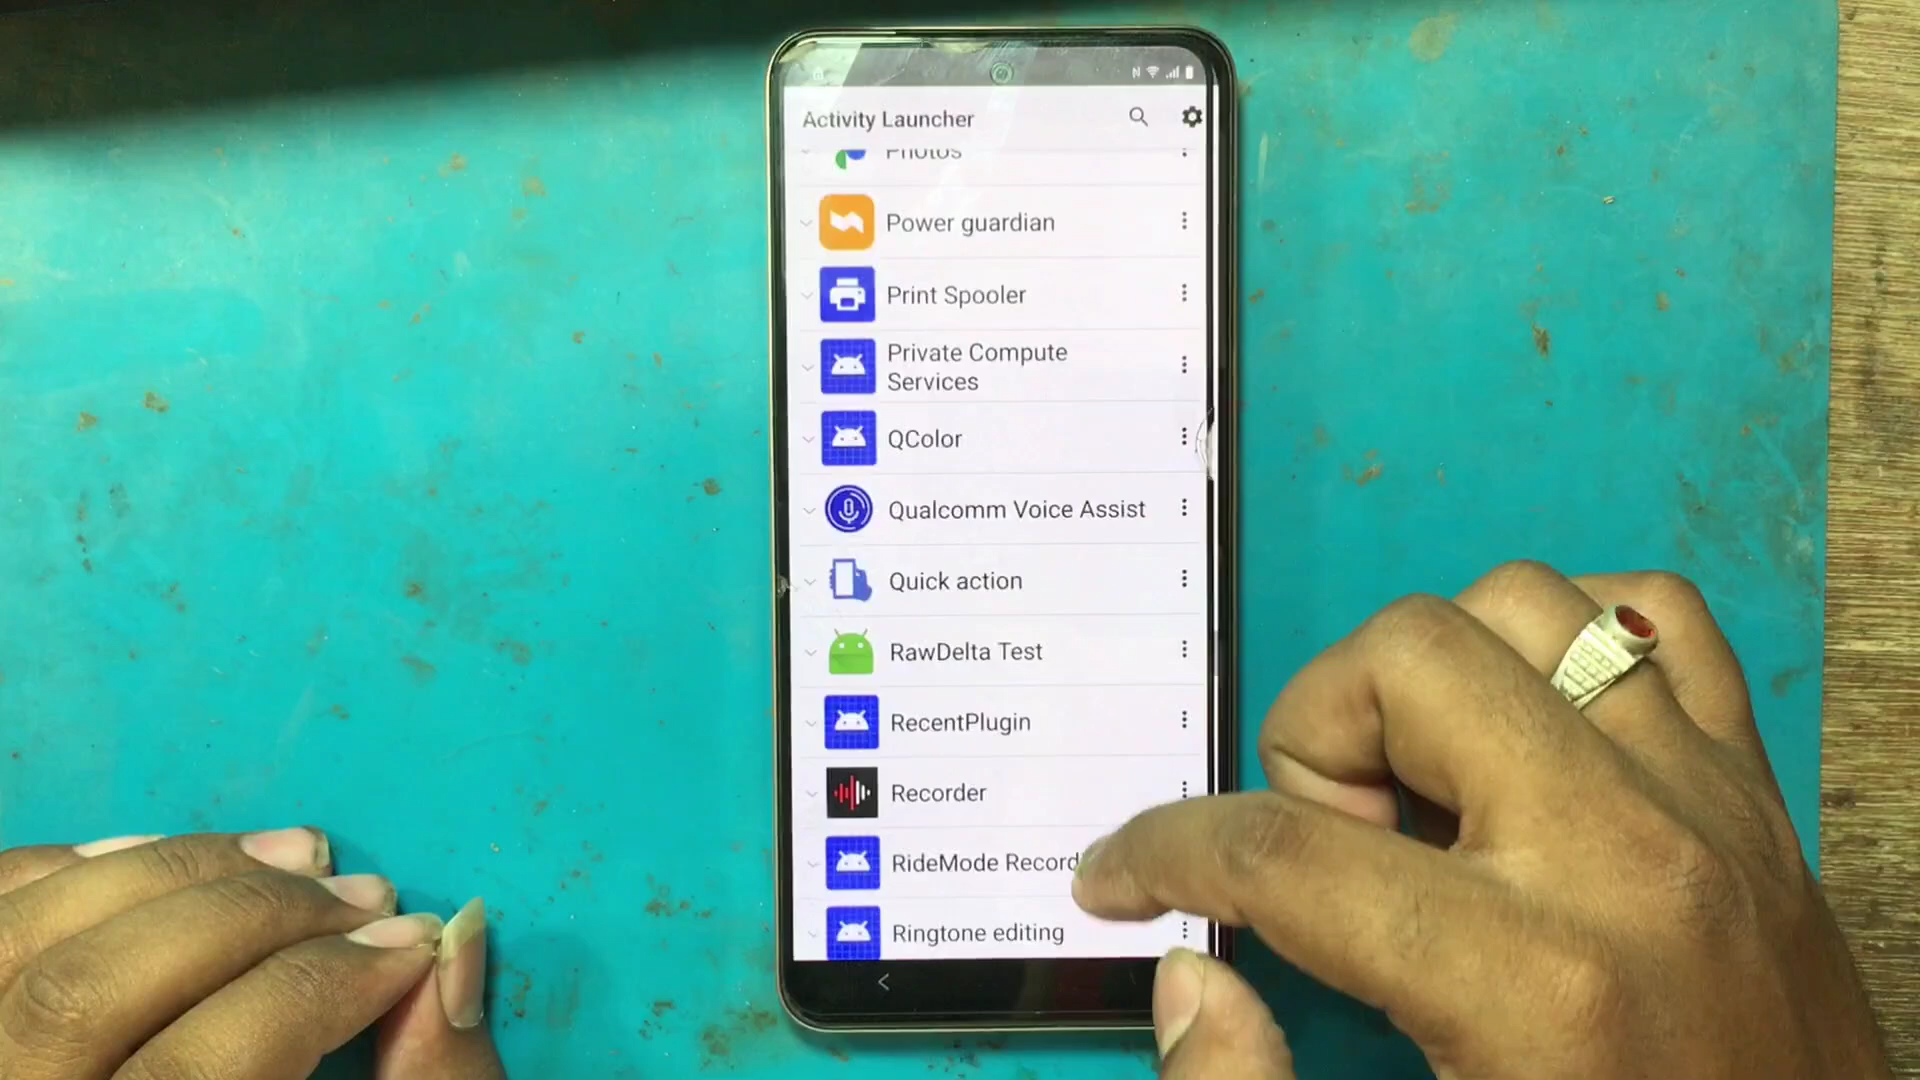 Activity Launcher
Photos
Power guardian
Print Spooler
Private Compute
Services
QColor
Qualcomm Voice Assist
Quick action
RawDelta Test
RecentPlugin
Recorder
RideMode Record
Ringtone editing